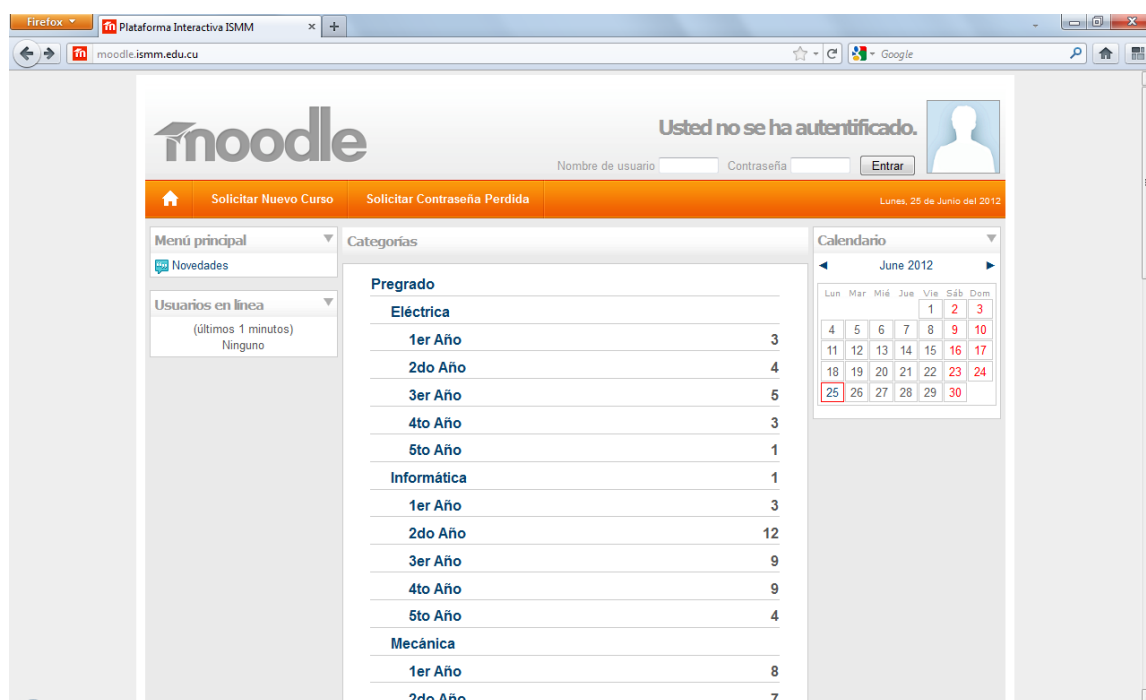 Firefox
Plataforma Interactiva ISMM
moodle.ismm.edu.cu
Google
moodle
Usted no se ha autentificado.
Nombre de usuario
Contraseña
Entrar
Solicitar Nuevo Curso
Solicitar Contraseña Perdida
Lunes, 25 de Junio del 2012
Menú principal
Novedades
Usuarios en línea
(últimos 1 minutos)
Ninguno
Categorías
Pregrado
Eléctrica
1er Año 3
2do Año 4
3er Año 5
4to Año 3
5to Año 1
Informática 1
1er Año 3
2do Año 12
3er Año 9
4to Año 9
5to Año 4
Mecánica
1er Año 8
2do Año 7
Calendario
◄ June 2012 ►
Lun Mar Mié Jue Vie Sáb Dom
1 2 3
4 5 6 7 8 9 10
11 12 13 14 15 16 17
18 19 20 21 22 23 24
25 26 27 28 29 30